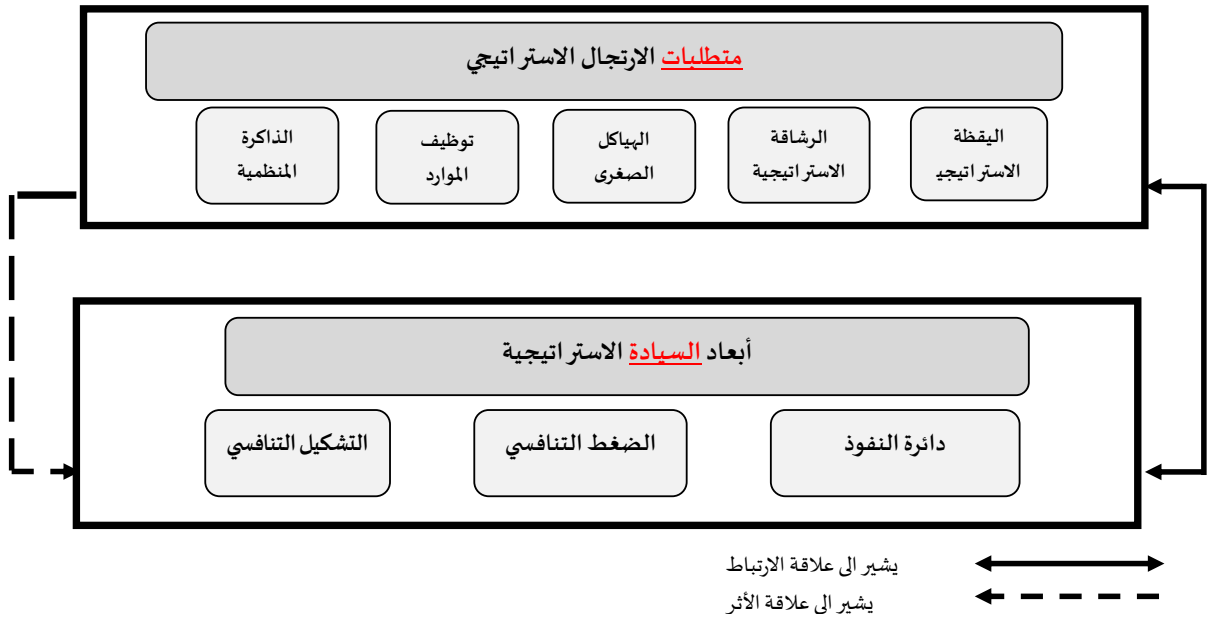 متطلبات الارتجال الاستراتيجي
اليقظة
الاستراتيجي
الرشاقة
الاستراتيجية
الهياكل
الصغرى
توظيف
الموارد
الذاكرة
المنظمية
أبعاد السيادة الاستراتيجية
دائرة النفوذ
الضغط التنافسي
التشكيل التنافسي
يشير الى علاقة الارتباط
يشير الى علاقة الأثر